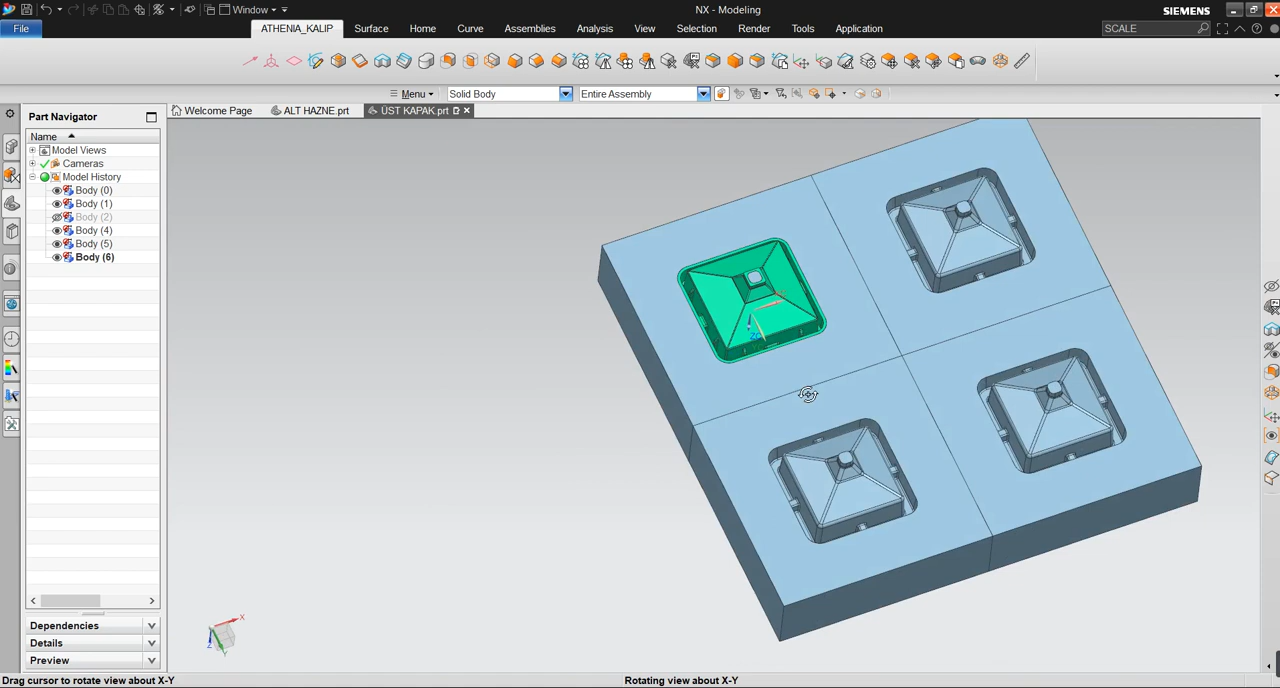 Window
NX - Modeling
SIEMENS
File
ATHENIA_KALIP
Surface
Home
Curve
Assemblies
Analysis
View
Selection
Render
Tools
Application
SCALE
Menu
Solid Body
Entire Assembly
Welcome Page
ALT HAZNE.prt
ÜST KAPAK.prt
Part Navigator
Name
Model Views
Cameras
Model History
Body (0)
Body (1)
Body (2)
Body (4)
Body (5)
Body (6)
Dependencies
Details
Preview
X
Z
Y
Drag cursor to rotate view about X-Y
Rotating view about X-Y